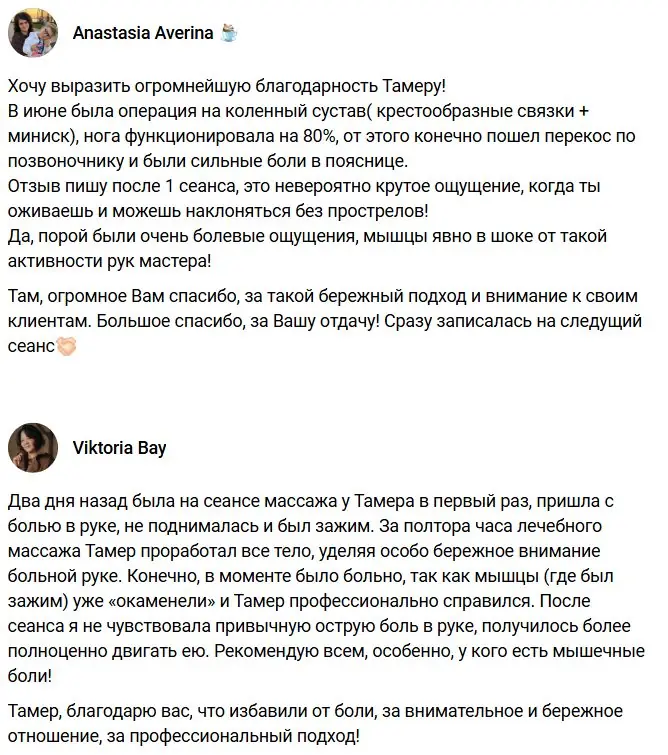 Anastasia Averina ☕
Хочу выразить огромнейшую благодарность Тамеру!
В июне была операция на коленный сустав( крестообразные связки +
миниск), нога функционировала на 80%, от этого конечно пошел перекос по
позвоночнику и были сильные боли в пояснице.
Отзыв пишу после 1 сеанса, это невероятно крутое ощущение, когда ты
оживаешь и можешь наклоняться без прострелов!
Да, порой были очень болевые ощущения, мышцы явно в шоке от такой
активности рук мастера!
Там, огромное Вам спасибо, за такой бережный подход и внимание к своим
клиентам. Большое спасибо, за Вашу отдачу! Сразу записалась на следущий
сеанс🤝
Viktoria Bay
Два дня назад была на сеансе массажа у Тамера в первый раз, пришла с
болью в руке, не поднималась и был зажим. За полтора часа лечебного
массажа Тамер проработал все тело, уделяя особо бережное внимание
больной руке. Конечно, в моменте было больно, так как мышцы (где был
зажим) уже «окаменели» и Тамер профессионально справился. После
сеанса я не чувствовала привычную острую боль в руке, получилось более
полноценно двигать ею. Рекомендую всем, особенно, у кого есть мышечные
боли!
Тамер, благодарю вас, что избавили от боли, за внимательное и бережное
отношение, за профессиональный подход!